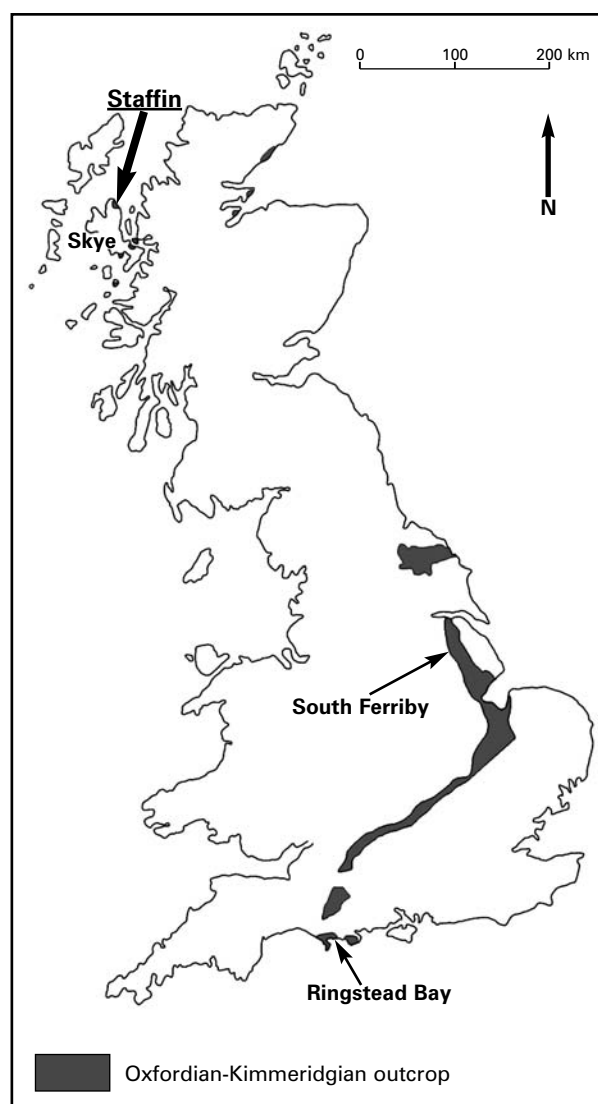 0 100 200 km
Staffin
N
Skye
South Ferriby
Ringstead Bay
Oxfordian-Kimmeridgian outcrop